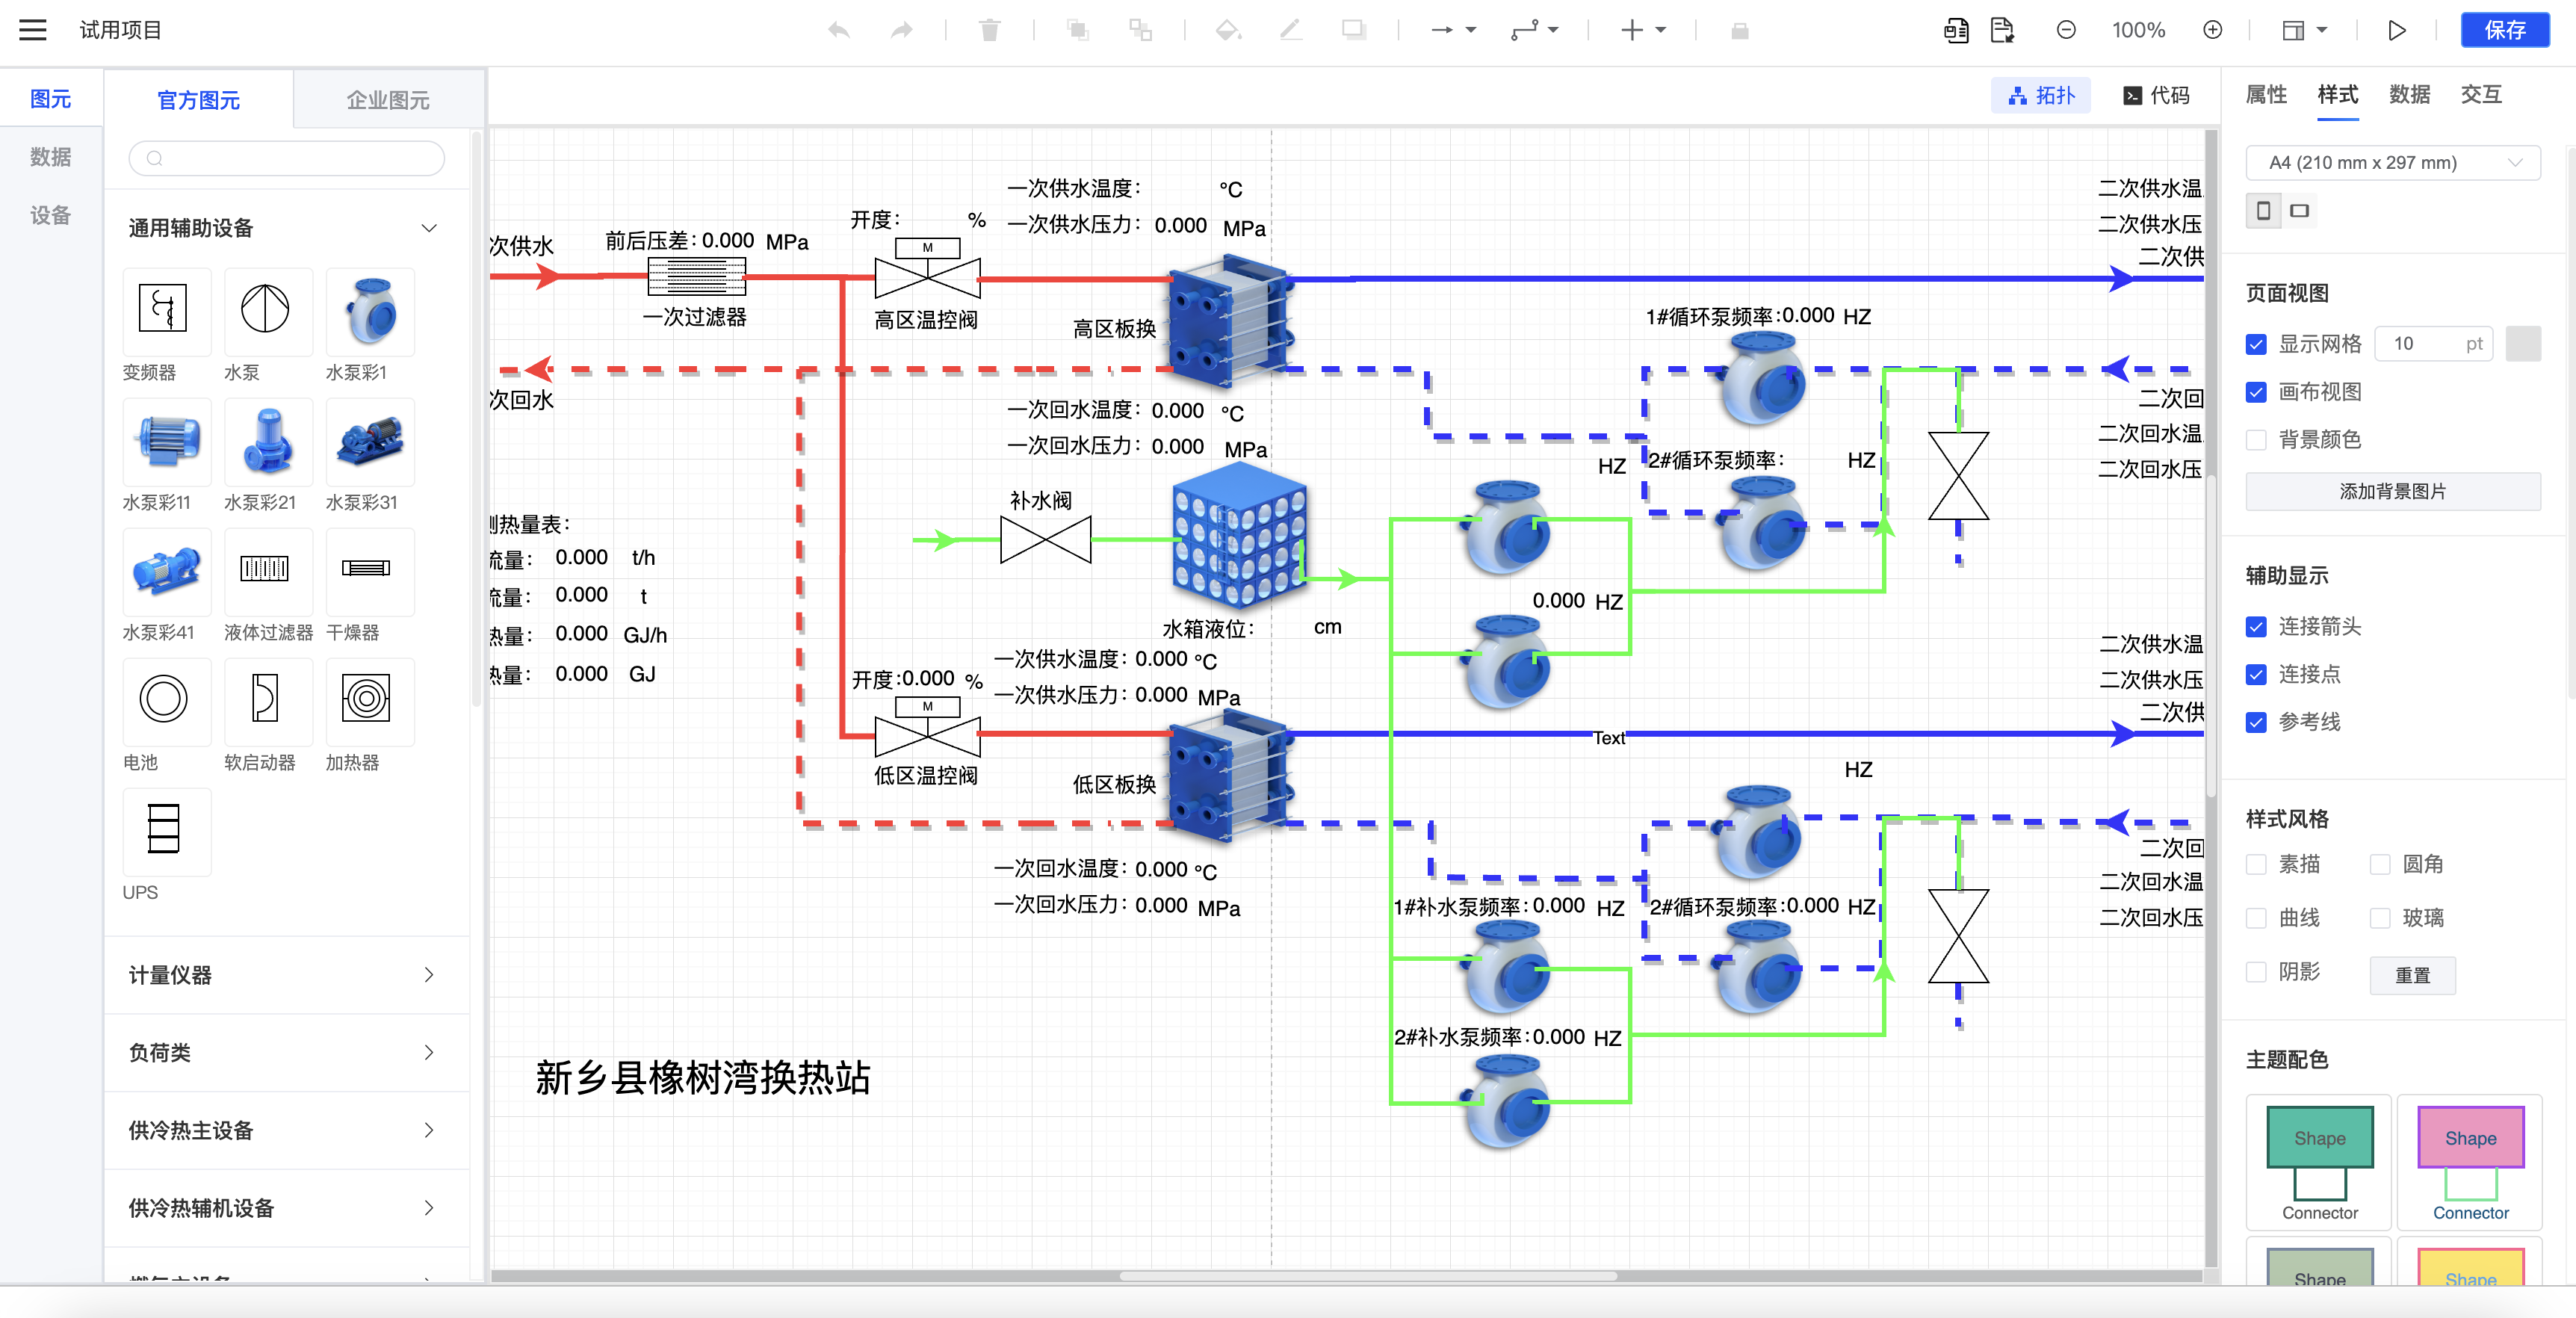 试用项目
100%
保存
图元
数据
设备
官方图元
企业图元
通用辅助设备
变频器
水泵
水泵彩1
水泵彩11
水泵彩21
水泵彩31
水泵彩41
液体过滤器
干燥器
电池
软启动器
加热器
UPS
计量仪器
负荷类
供冷热主设备
供冷热辅机设备
拓扑
代码
次供水
前后压差:0.000 MPa
一次过滤器
开度: %
M
高区温控阀
一次供水温度: °C
一次供水压力: 0.000 MPa
高区板换
次回水
一次回水温度: 0.000 °C
一次回水压力: 0.000 MPa
补水阀
热量表:
流量: 0.000 t/h
流量: 0.000 t
热量: 0.000 GJ/h
热量: 0.000 GJ
水箱液位: cm
一次供水温度: 0.000 °C
一次供水压力: 0.000 MPa
开度:0.000 %
M
低区温控阀
低区板换
一次回水温度: 0.000 °C
一次回水压力: 0.000 MPa
1#循环泵频率:0.000 HZ
HZ
2#循环泵频率: HZ
0.000 HZ
Text
HZ
1#补水泵频率:0.000 HZ
2#循环泵频率:0.000 HZ
2#补水泵频率:0.000 HZ
二次供水温
二次供水压
二次供
二次回
二次回水温
二次回水压
二次供水温
二次供水压
二次供
二次回
二次回水温
二次回水压
新乡县橡树湾换热站
属性
样式
数据
交互
A4 (210 mm x 297 mm)
页面视图
显示网格
10 pt
画布视图
背景颜色
添加背景图片
辅助显示
连接箭头
连接点
参考线
样式风格
素描
圆角
曲线
玻璃
阴影
重置
主题配色
Shape
Connector
Shape
Connector
Shape
Shape